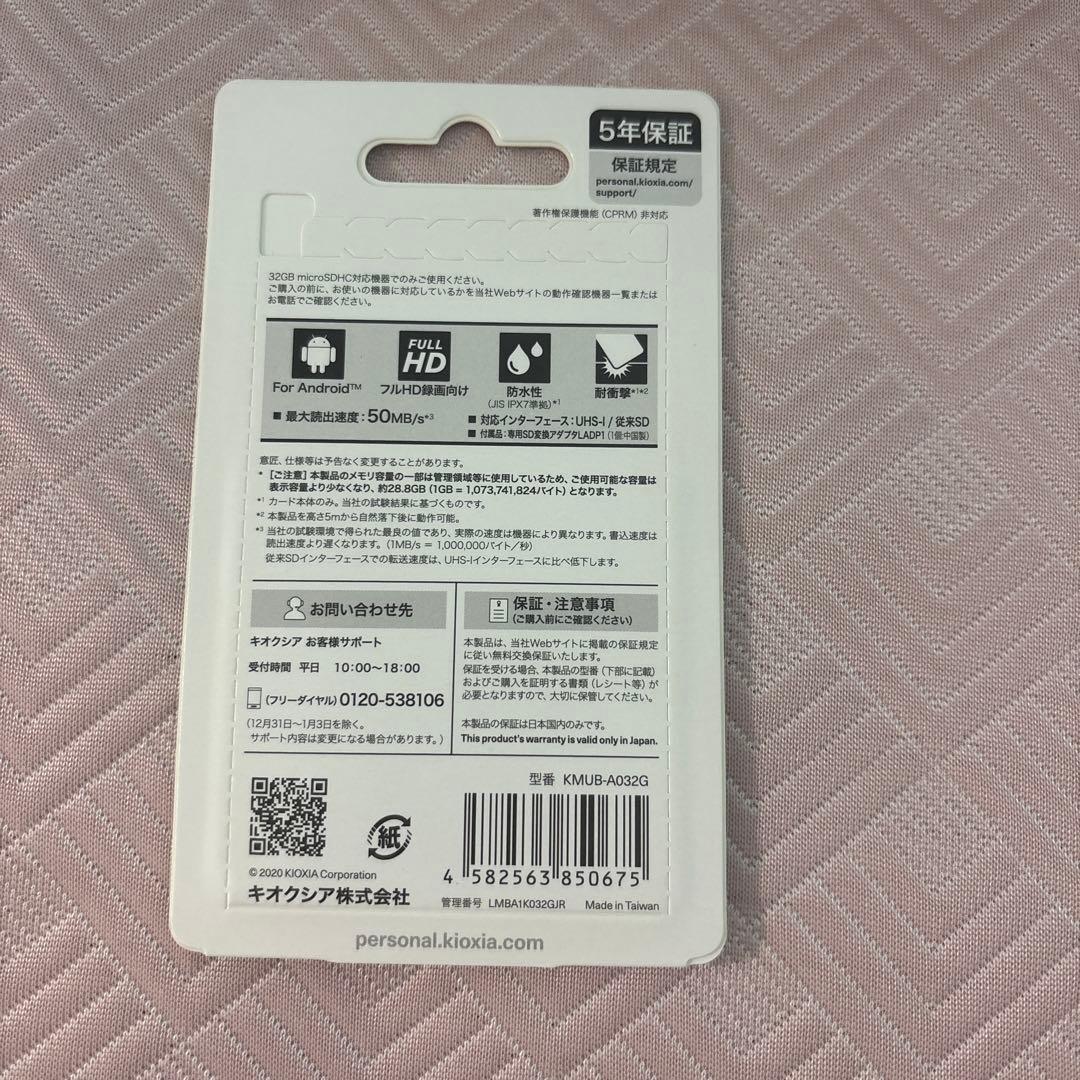 5年保証
保証規定
personal.kioxia.com/
support/
著作権保護機能（CPRM）非対応
32GB microSDHC対応機器でのみご使用ください。
ご購入の前に、お使いの機器に対応しているかを当社Webサイトの動作確認機器一覧または
お電話でご確認ください。
For Android™
FULL
HD
フルHD録画向け
防水性
（JIS IPX7準拠）*1
耐衝撃*1*2
■ 最大読出速度：50MB/s*3
■ 対応インターフェース：UHS-I / 従来SD
■ 付属品：専用SD変換アダプタLADP1（1個：中国製）
意匠、仕様等は予告なく変更することがあります。
* ［ご注意］本製品のメモリ容量の一部は管理領域等に使用しているため、ご使用可能な容量は
表示容量より少なくなり、約28.8GB（1GB = 1,073,741,824バイト）となります。
*1 カード本体のみ。当社の試験結果に基づくものです。
*2 本製品を高さ5mから自然落下後に動作可能。
*3 当社の試験環境で得られた最良の値であり、実際の速度は機器により異なります。書込速度は
読出速度より遅くなります。（1MB/s = 1,000,000バイト／秒）
従来SDインターフェースでの転送速度は、UHS-Iインターフェースに比べ低下します。
お問い合わせ先
キオクシア お客様サポート
受付時間 平日 10：00〜18：00
（フリーダイヤル）0120-538106
（12月31日〜1月3日を除く。
サポート内容は変更になる場合があります。）
保証・注意事項
（ご購入前にご確認ください）
本製品は、当社Webサイトに掲載の保証規定
に従い無料交換保証いたします。
保証を受ける場合、本製品の型番（下部に記載）
およびご購入を証明する書類（レシート等）が
必要となりますので、大切に保管してください。
本製品の保証は日本国内のみです。
This product's warranty is valid only in Japan.
型番 KMUB-A032G
紙
4 582563 850675
© 2020 KIOXIA Corporation
キオクシア株式会社
管理番号 LMBA1K032GJR Made in Taiwan
personal.kioxia.com